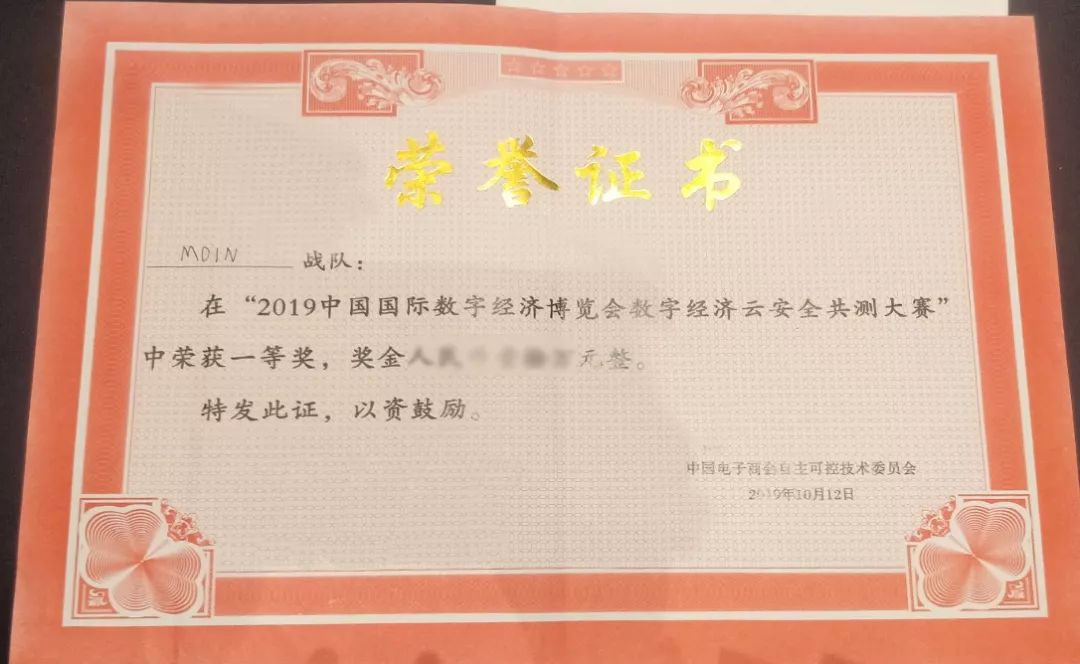 荣誉证书
MOIN 战队：
在“2019中国国际数字经济博览会数字经济云安全共测大赛”
中荣获一等奖，奖金人民 元整。
特发此证，以资鼓励。
中国电子商会自主可控技术委员会
2019年10月12日